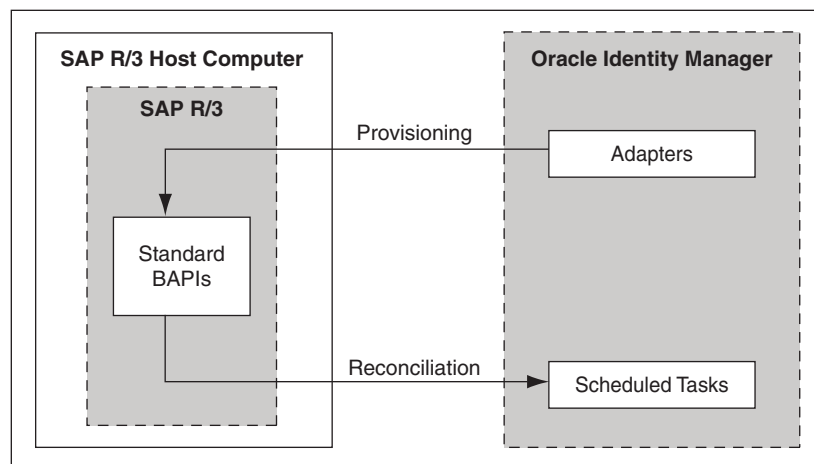 SAP R/3 Host Computer
SAP R/3
Standard
BAPIs
Provisioning
Reconciliation
Oracle Identity Manager
Adapters
Scheduled Tasks